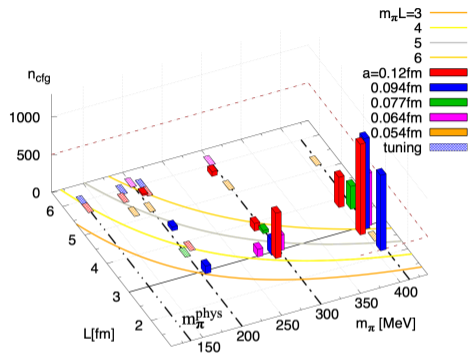 m_πL=3
4
5
6
a=0.12fm
0.094fm
0.077fm
0.064fm
0.054fm
tuning
n_cfg
1000
500
0
6
5
4
3
2
L[fm]
m_π^phys
150
200
250
300
350
400
m_π [MeV]